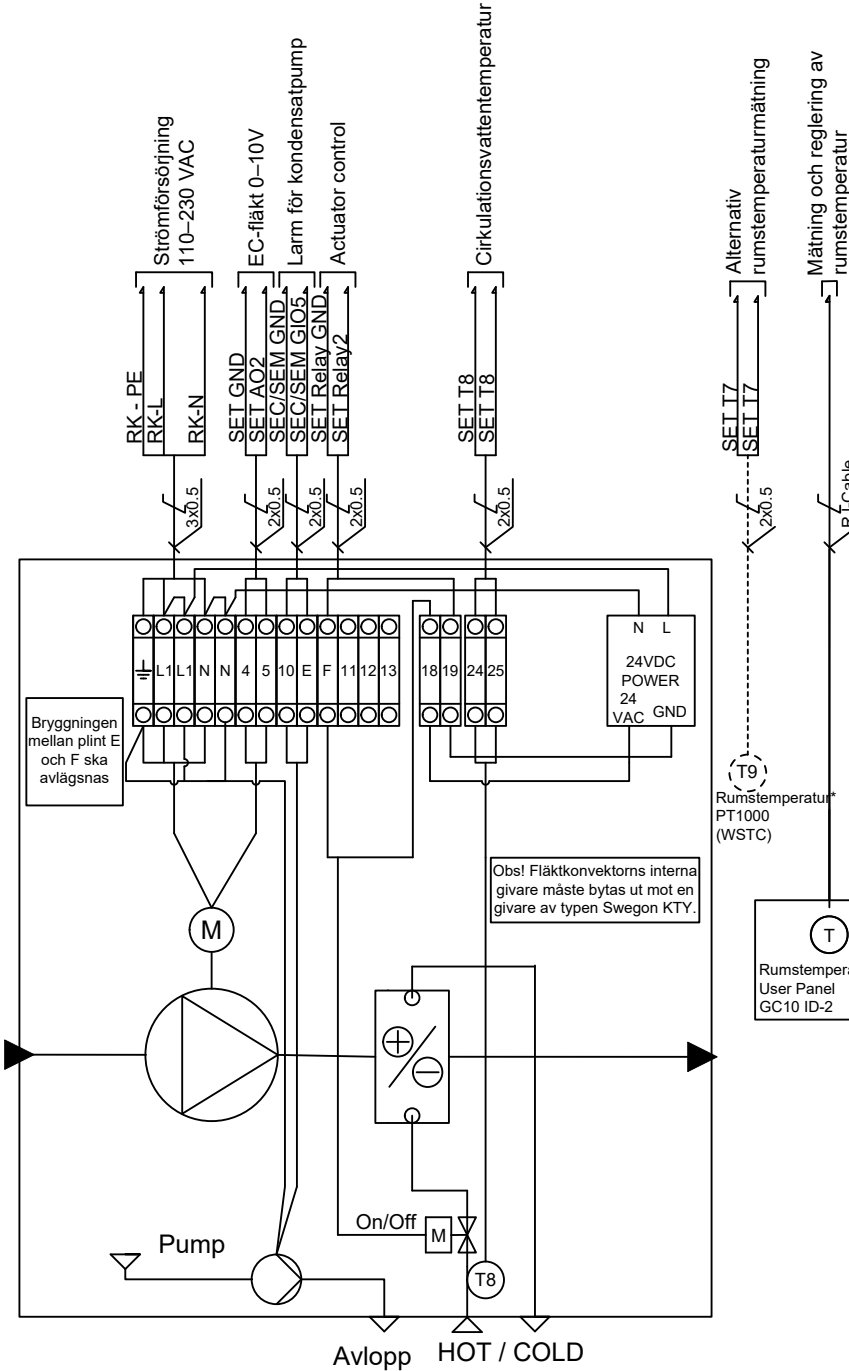 Strömförsörjning
110–230 VAC
EC-fläkt 0–10V
Larm för kondensatpump
Actuator control
Cirkulationsvattentemperatur
Alternativ
rumstemperaturmätning
Mätning och reglering av
rumstemperatur
RK - PE
RK-L
RK-N
SET GND
SET AO2
SEC/SEM GND
SEC/SEM GIO5
SET Relay GND
SET Relay2
SET T8
SET T8
SET T7
SET T7
3x0.5
2x0.5
2x0.5
2x0.5
2x0.5
2x0.5
RJ-Cable
L1 L1 N N 4 5 10 E F 11 12 13
18 19 24 25
N L
24VDC
POWER
24
VAC GND
Bryggningen
mellan plint E
och F ska
avlägsnas
T9
Rumstemperatur*
PT1000
(WSTC)
Obs! Fläktkonvektorns interna
givare måste bytas ut mot en
givare av typen Swegon KTY.
M
T
User Panel
GC10 ID-2
On/Off
M
Pump
T8
Avlopp
HOT / COLD